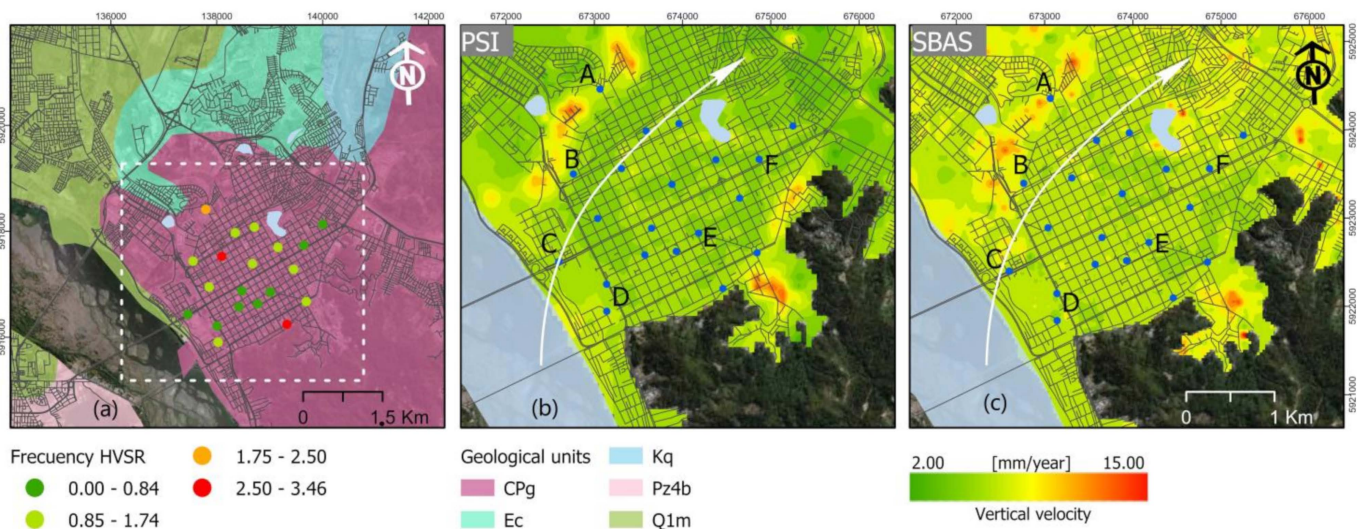 136000 138000 140000 142000
672000 673000 674000 675000 676000
672000 673000 674000 675000 676000
5920000
5918000
5916000
N
(a)
0 1.5 Km
PSI
A
B
C
D
E
F
(b)
SBAS
N
A
B
C
D
E
F
(c)
0 1 Km
5925000
5924000
5923000
5922000
5921000
Frecuency HVSR
0.00 - 0.84
0.85 - 1.74
1.75 - 2.50
2.50 - 3.46
Geological units
CPg
Ec
Kq
Pz4b
Q1m
2.00 [mm/year] 15.00
Vertical velocity